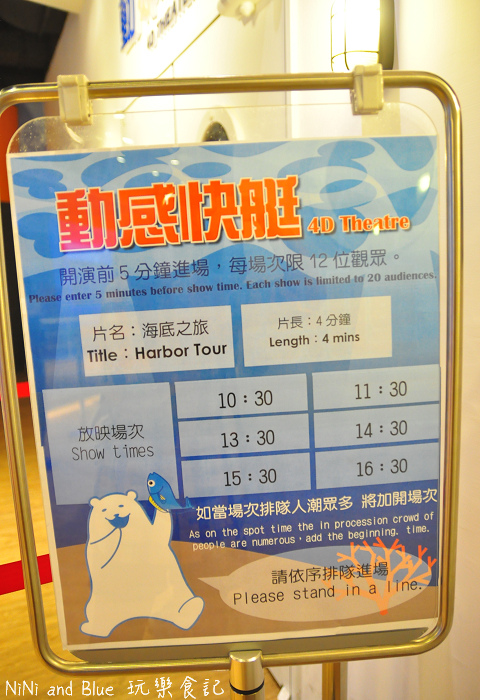 4D THEATRE
動感快艇 4D Theatre
開演前5分鐘進場，每場次限12位觀眾。
Please enter 5 minutes before show time. Each show is limited to 20 audiences.
片名：海底之旅
Title：Harbor Tour
片長：4分鐘
Length：4 mins
放映場次
Show times
10：30
11：30
13：30
14：30
15：30
16：30
如當場次排隊人潮眾多 將加開場次
As on the spot time the in procession crowd of
people are numerous，add the beginning. time.
請依序排隊進場
Please stand in a line.
NiNi and Blue 玩樂食記